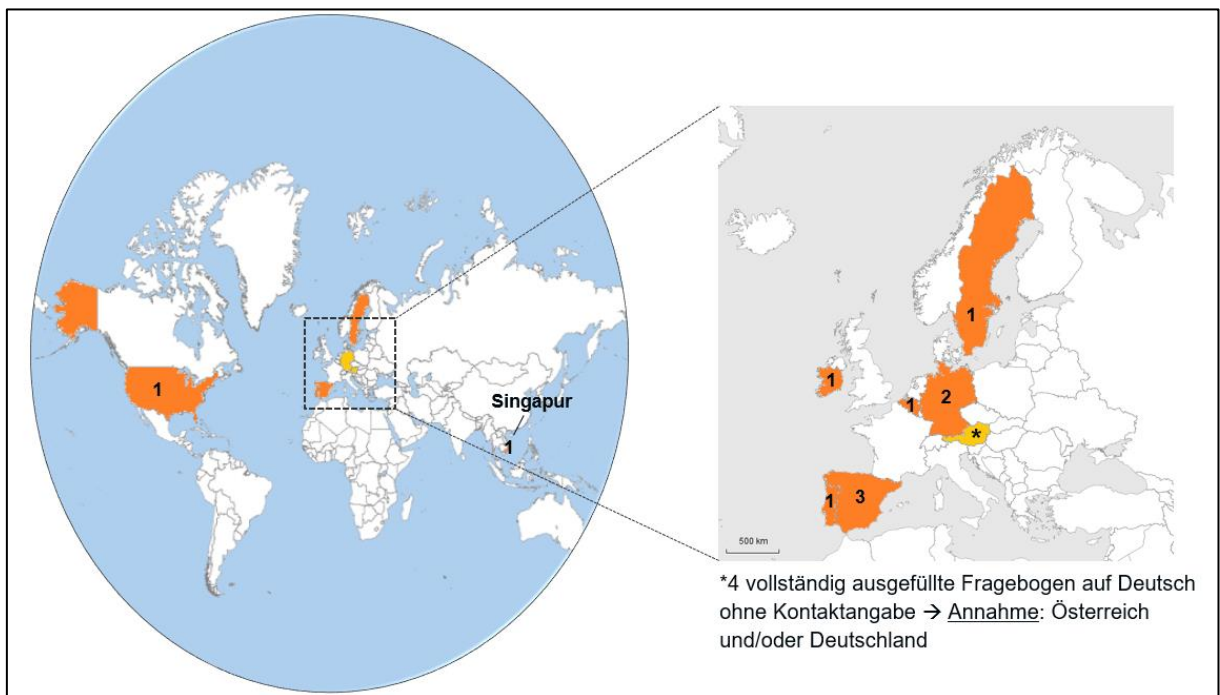 1
Singapur
1
1
1
1
2
*
1
3
500 km
*4 vollständig ausgefüllte Fragebogen auf Deutsch
ohne Kontaktangabe → Annahme: Österreich
und/oder Deutschland